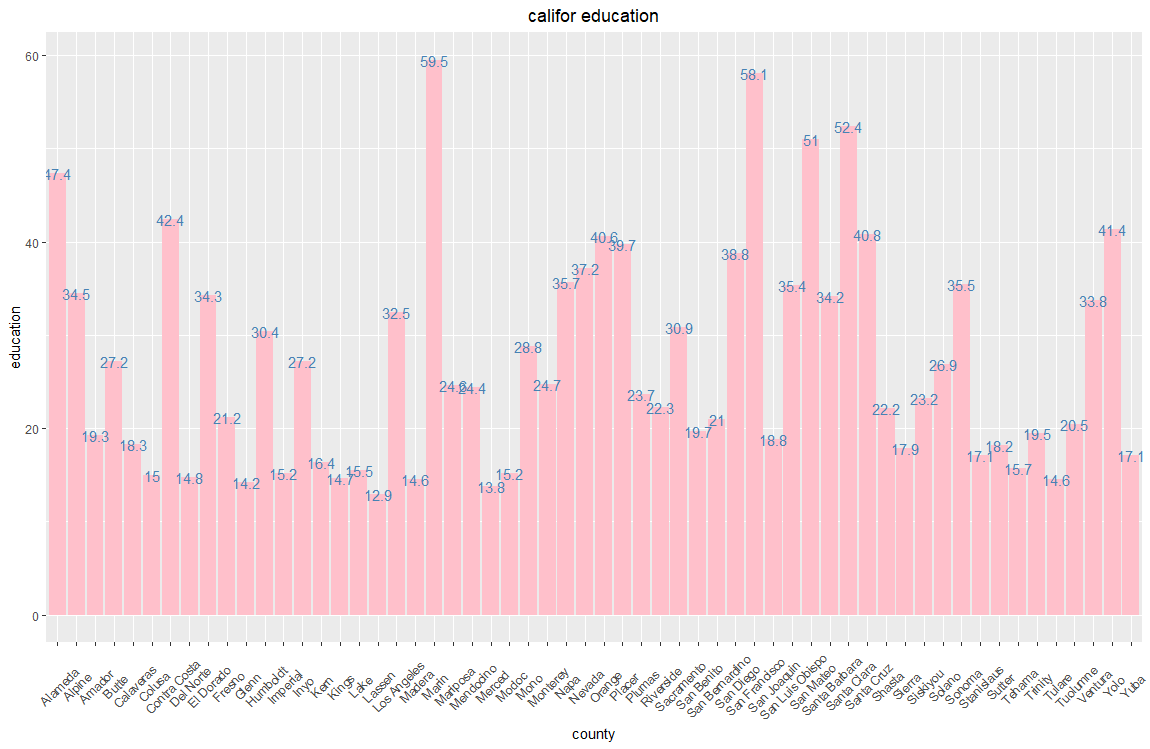 califor education
education
60
40
20
0
47.4
34.5
19.3
27.2
18.3
15
42.4
14.8
34.3
21.2
14.2
30.4
15.2
27.2
16.4
14.7
15.5
12.9
32.5
14.6
59.5
24.6
24.4
13.8
15.2
28.8
24.7
35.7
37.2
40.6
39.7
23.7
22.3
30.9
19.7
21
38.8
58.1
18.8
35.4
51
34.2
52.4
40.8
22.2
17.9
23.2
26.9
35.5
17.1
18.2
15.7
19.5
14.6
20.5
33.8
41.4
17.1
Alameda
Alpine
Amador
Butte
Calaveras
Colusa
Contra Costa
Del Norte
El Dorado
Fresno
Glenn
Humboldt
Imperial
Inyo
Kern
Kings
Lake
Lassen
Los Angeles
Madera
Marin
Mariposa
Mendocino
Merced
Modoc
Mono
Monterey
Napa
Nevada
Orange
Placer
Plumas
Riverside
Sacramento
San Benito
San Bernardino
San Diego
San Francisco
San Joaquin
San Luis Obispo
San Mateo
Santa Barbara
Santa Clara
Santa Cruz
Shasta
Sierra
Siskiyou
Solano
Sonoma
Stanislaus
Sutter
Tehama
Trinity
Tulare
Tuolumne
Ventura
Yolo
Yuba
county